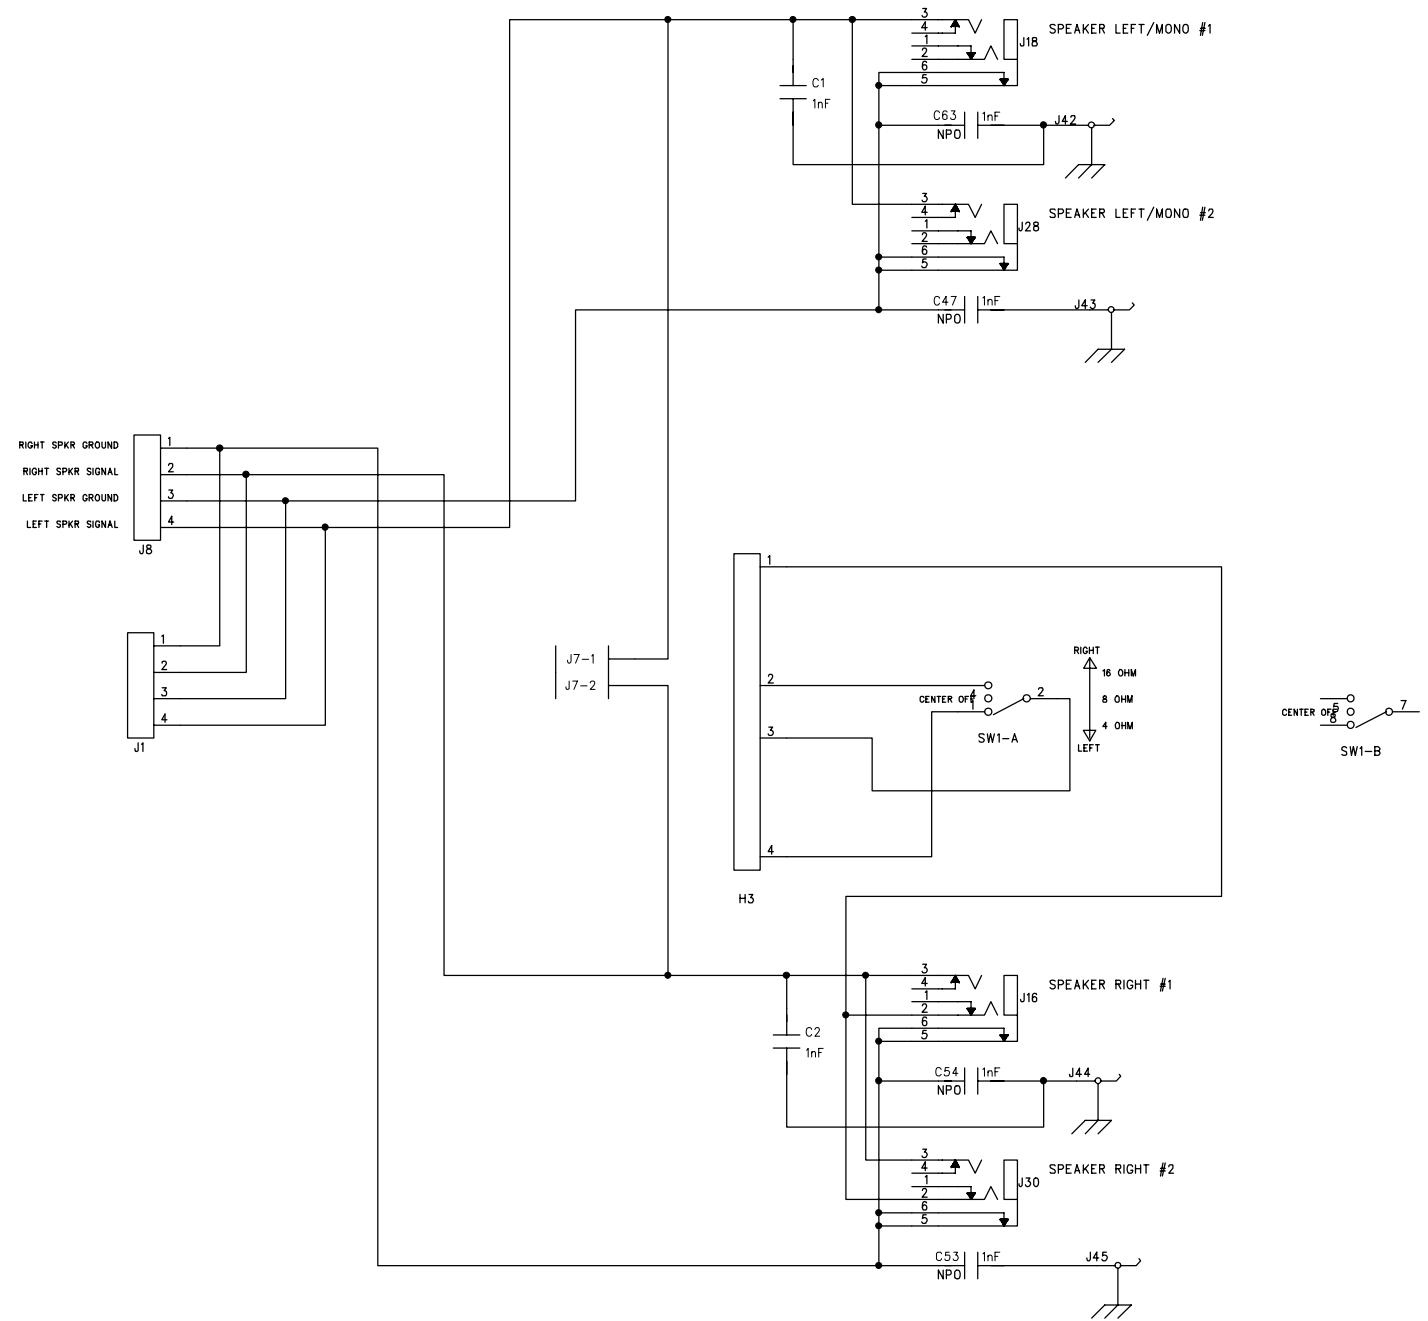 3
4
1
2
6
5
J18
SPEAKER LEFT/MONO #1
C1
1nF
C63
1nF
NPO
J42
3
4
1
2
6
5
J28
SPEAKER LEFT/MONO #2
C47
1nF
NPO
J43
RIGHT SPKR GROUND
1
RIGHT SPKR SIGNAL
2
LEFT SPKR GROUND
3
LEFT SPKR SIGNAL
4
J8
1
2
3
4
J1
J7-1
J7-2
1
2
3
4
H3
CENTER OFF
4
1
2
SW1-A
RIGHT
16 OHM
8 OHM
4 OHM
LEFT
CENTER OFF
5
8
7
SW1-B
3
4
1
2
6
5
J16
SPEAKER RIGHT #1
C2
1nF
C54
1nF
NPO
J44
3
4
1
2
6
5
J30
SPEAKER RIGHT #2
C53
1nF
NPO
J45